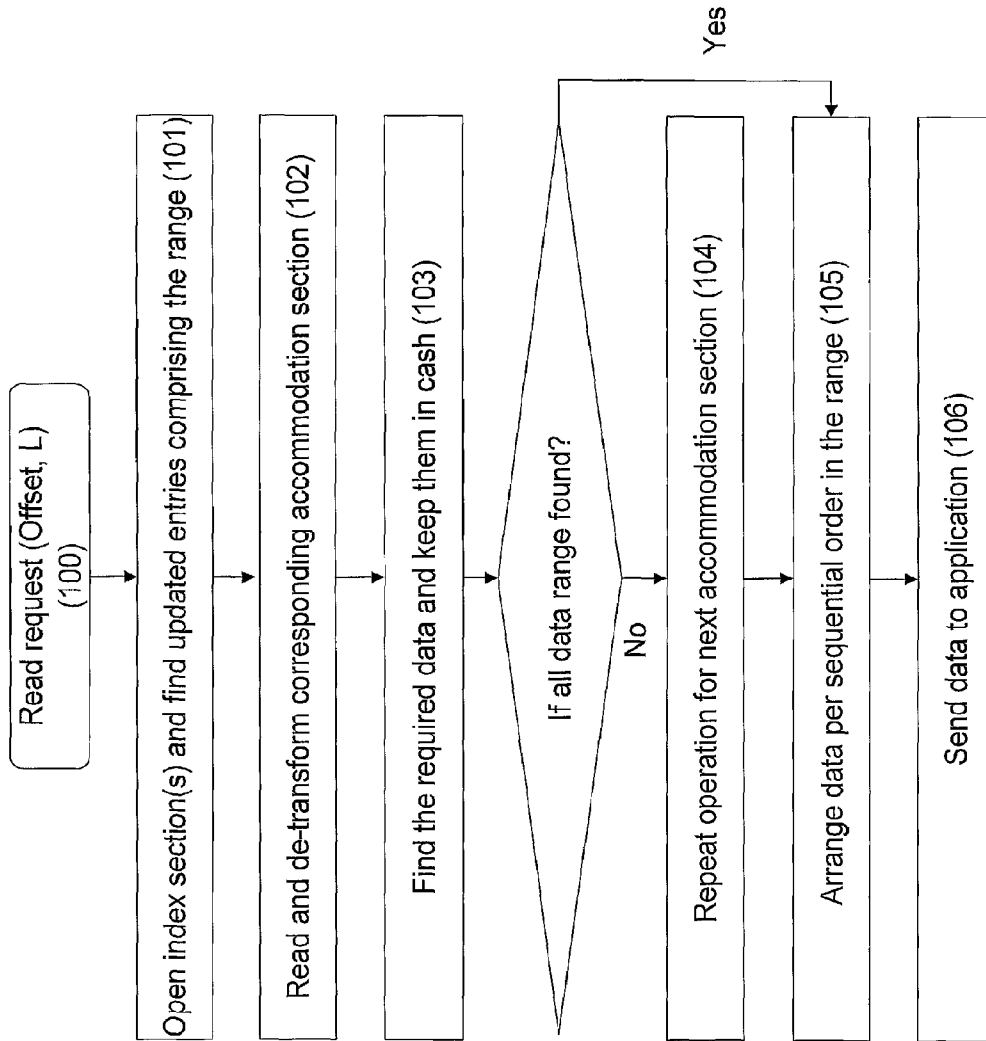 Read request (Offset, L)
(100)
Open index section(s) and find updated entries comprising the range (101)
Read and de-transform corresponding accommodation section (102)
Find the required data and keep them in cash (103)
If all data range found?
Yes
No
Repeat operation for next accommodation section (104)
Arrange data per sequential order in the range (105)
Send data to application (106)